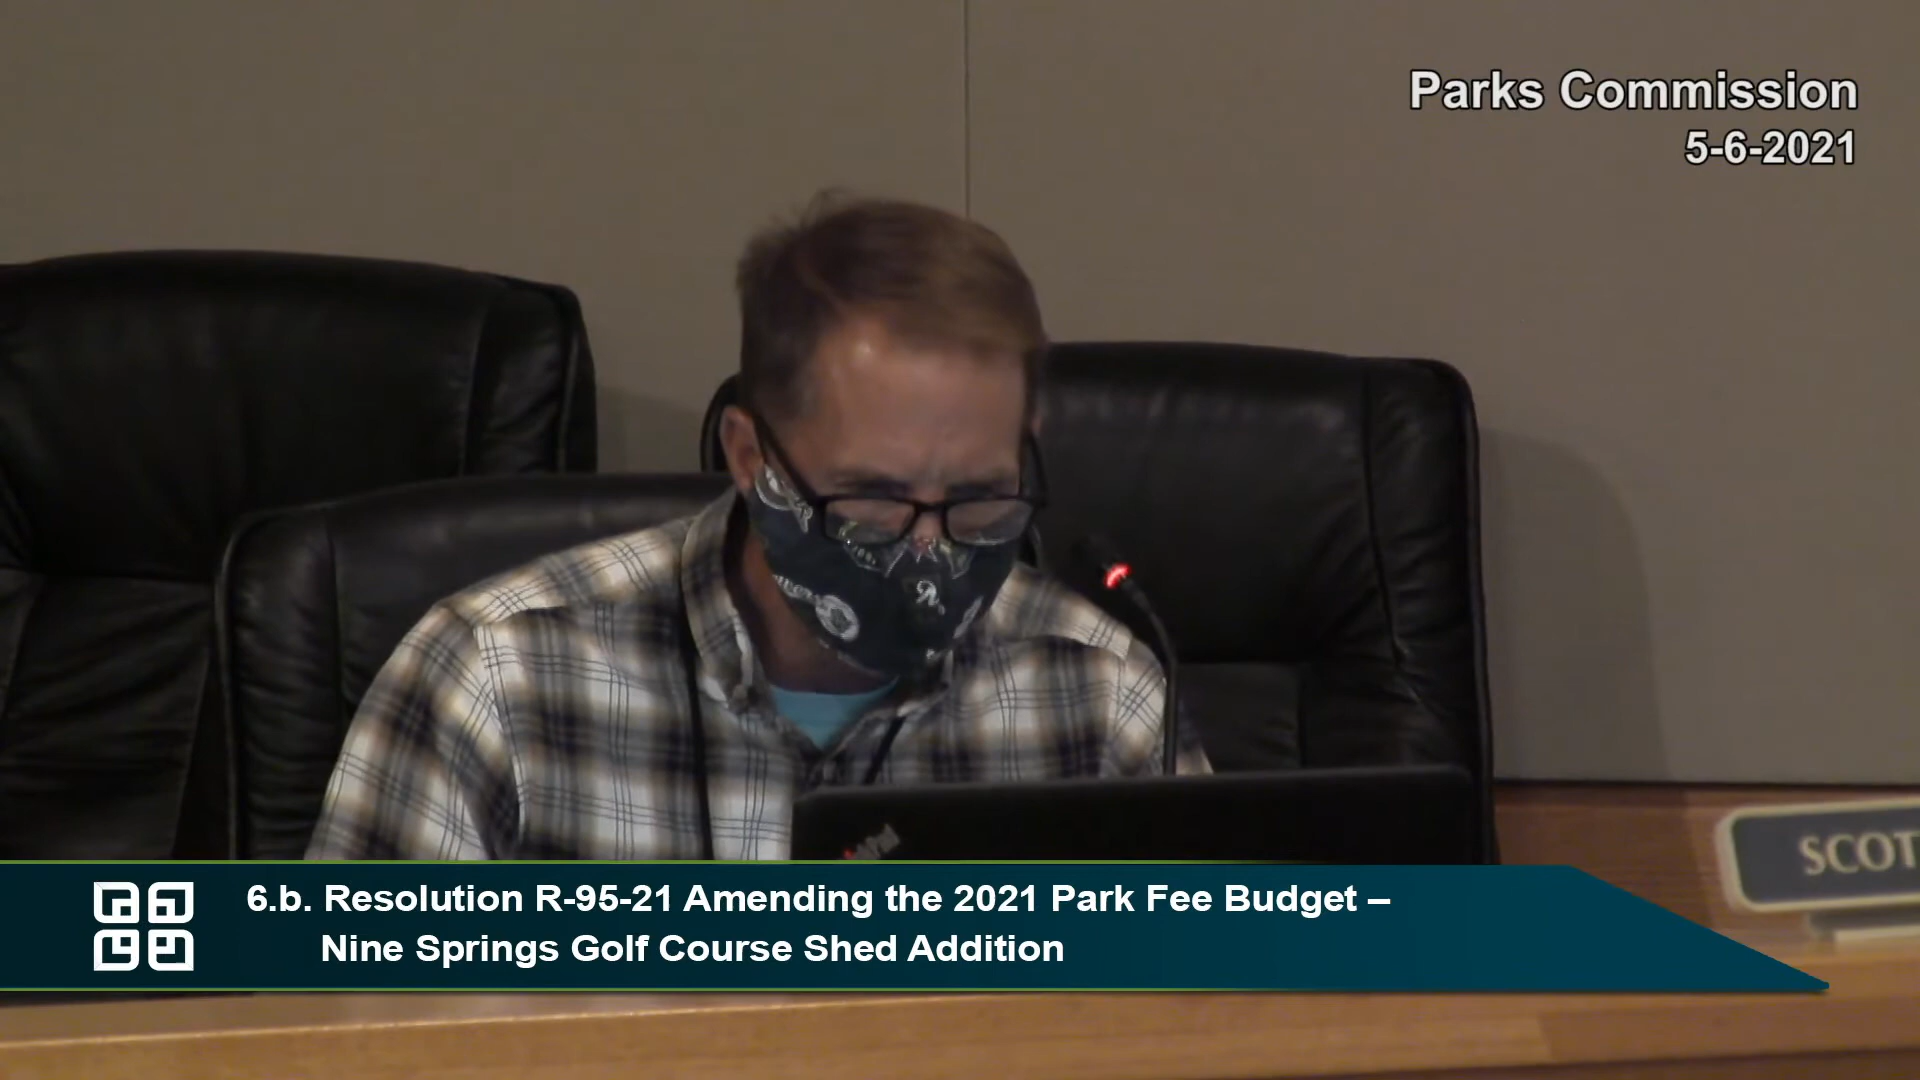 Parks Commission
5-6-2021
SCOT
6.b. Resolution R-95-21 Amending the 2021 Park Fee Budget –
Nine Springs Golf Course Shed Addition